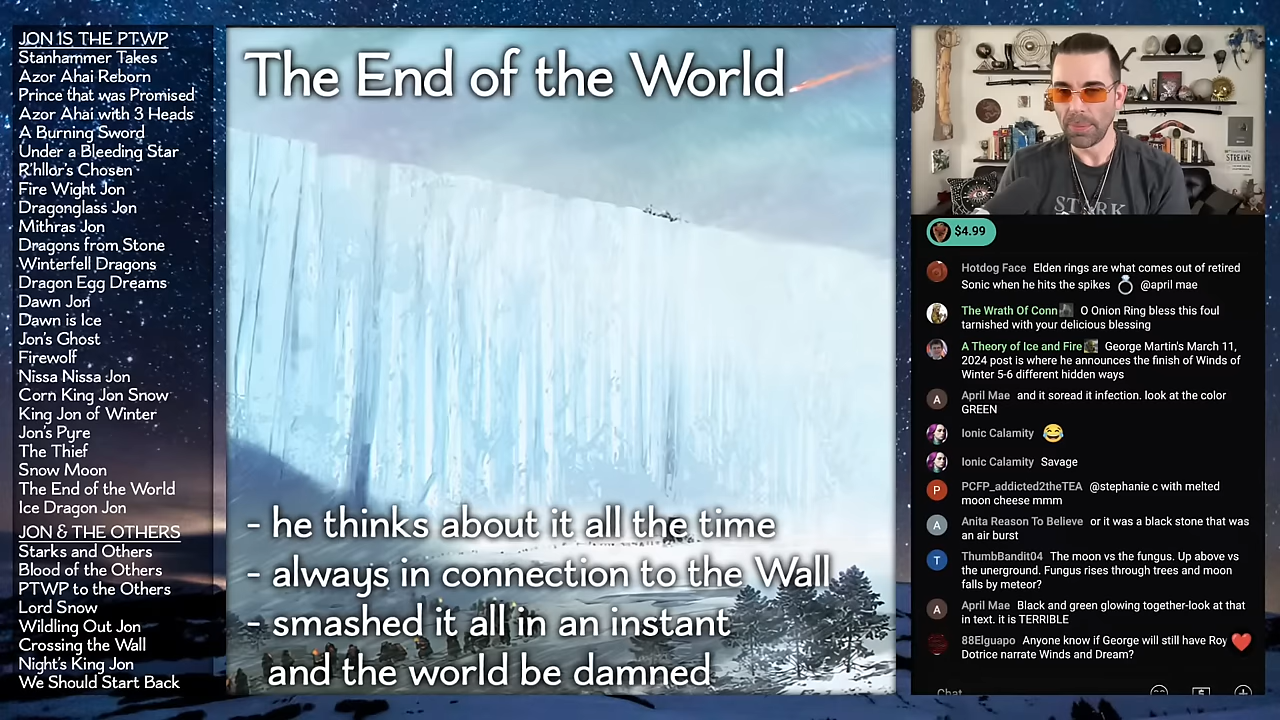 JON IS THE PTWP
Stanhammer Takes
Azor Ahai Reborn
Prince that was Promised
Azor Ahai with 3 Heads
A Burning Sword
Under a Bleeding Star
R'hllor's Chosen
Fire Wight Jon
Dragonglass Jon
Mithras Jon
Dragons from Stone
Winterfell Dragons
Dragon Egg Dreams
Dawn Jon
Dawn is Ice
Jon's Ghost
Firewolf
Nissa Nissa Jon
Corn King Jon Snow
King Jon of Winter
Jon's Pyre
The Thief
Snow Moon
The End of the World
Ice Dragon Jon
JON & THE OTHERS
Starks and Others
Blood of the Others
PTWP to the Others
Lord Snow
Wildling Out Jon
Crossing the Wall
Night's King Jon
We Should Start Back
The End of the World
- he thinks about it all the time
- always in connection to the Wall
- smashed it all in an instant
and the world be damned
STARK
$4.99
Hotdog Face Elden rings are what comes out of retired
Sonic when he hits the spikes @april mae
The Wrath Of Conn O Onion Ring bless this foul
tarnished with your delicious blessing
A Theory of Ice and Fire George Martin's March 11,
2024 post is where he announces the finish of Winds of
Winter 5-6 different hidden ways
A April Mae and it soread it infection. look at the color
GREEN
Ionic Calamity 😂
Ionic Calamity Savage
P PCFP_addicted2theTEA @stephanie c with melted
moon cheese mmm
A Anita Reason To Believe or it was a black stone that was
an air burst
T ThumbBandit04 The moon vs the fungus. Up above vs
the unerground. Fungus rises through trees and moon
falls by meteor?
A April Mae Black and green glowing together-look at that
in text. it is TERRIBLE
88Elguapo Anyone know if George will still have Roy
Dotrice narrate Winds and Dream?
Chat